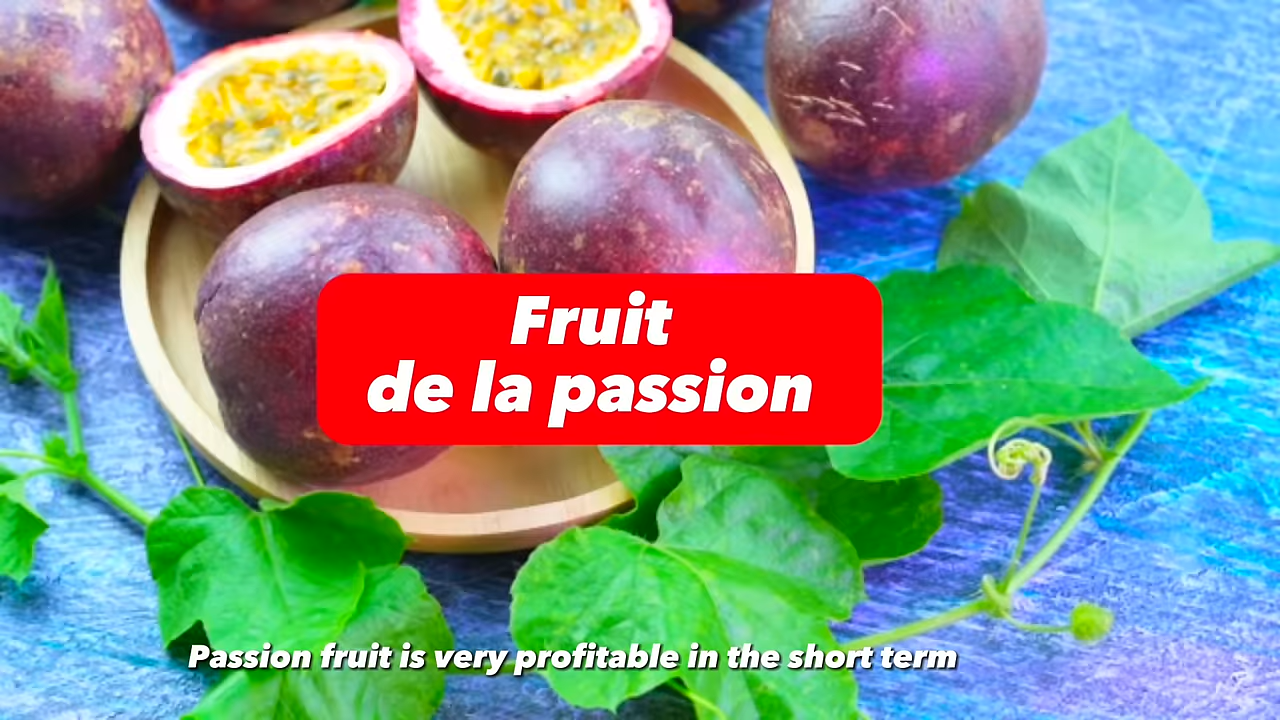 Fruit
de la passion
Passion fruit is very profitable in the short term